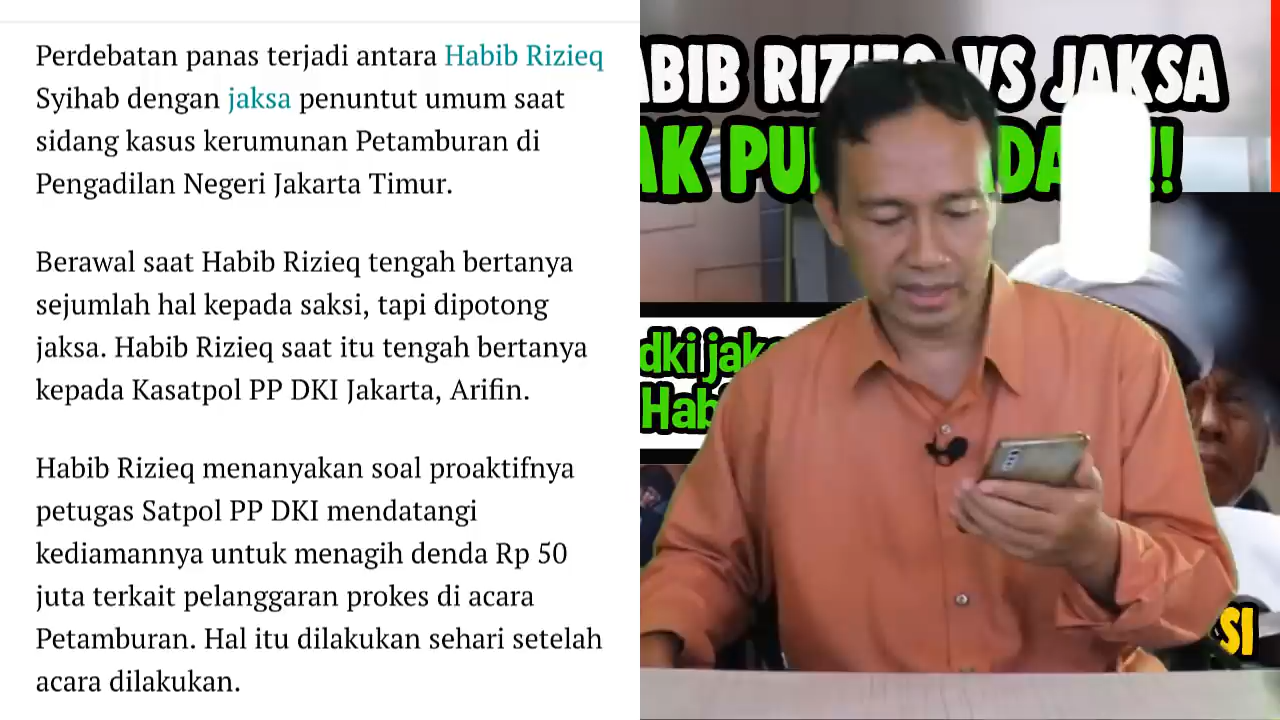 Perdebatan panas terjadi antara Habib Rizieq
Syihab dengan jaksa penuntut umum saat
sidang kasus kerumunan Petamburan di
Pengadilan Negeri Jakarta Timur.
Berawal saat Habib Rizieq tengah bertanya
sejumlah hal kepada saksi, tapi dipotong
jaksa. Habib Rizieq saat itu tengah bertanya
kepada Kasatpol PP DKI Jakarta, Arifin.
Habib Rizieq menanyakan soal proaktifnya
petugas Satpol PP DKI mendatangi
kediamannya untuk menagih denda Rp 50
juta terkait pelanggaran prokes di acara
Petamburan. Hal itu dilakukan sehari setelah
acara dilakukan.
VS JAKSA
dki